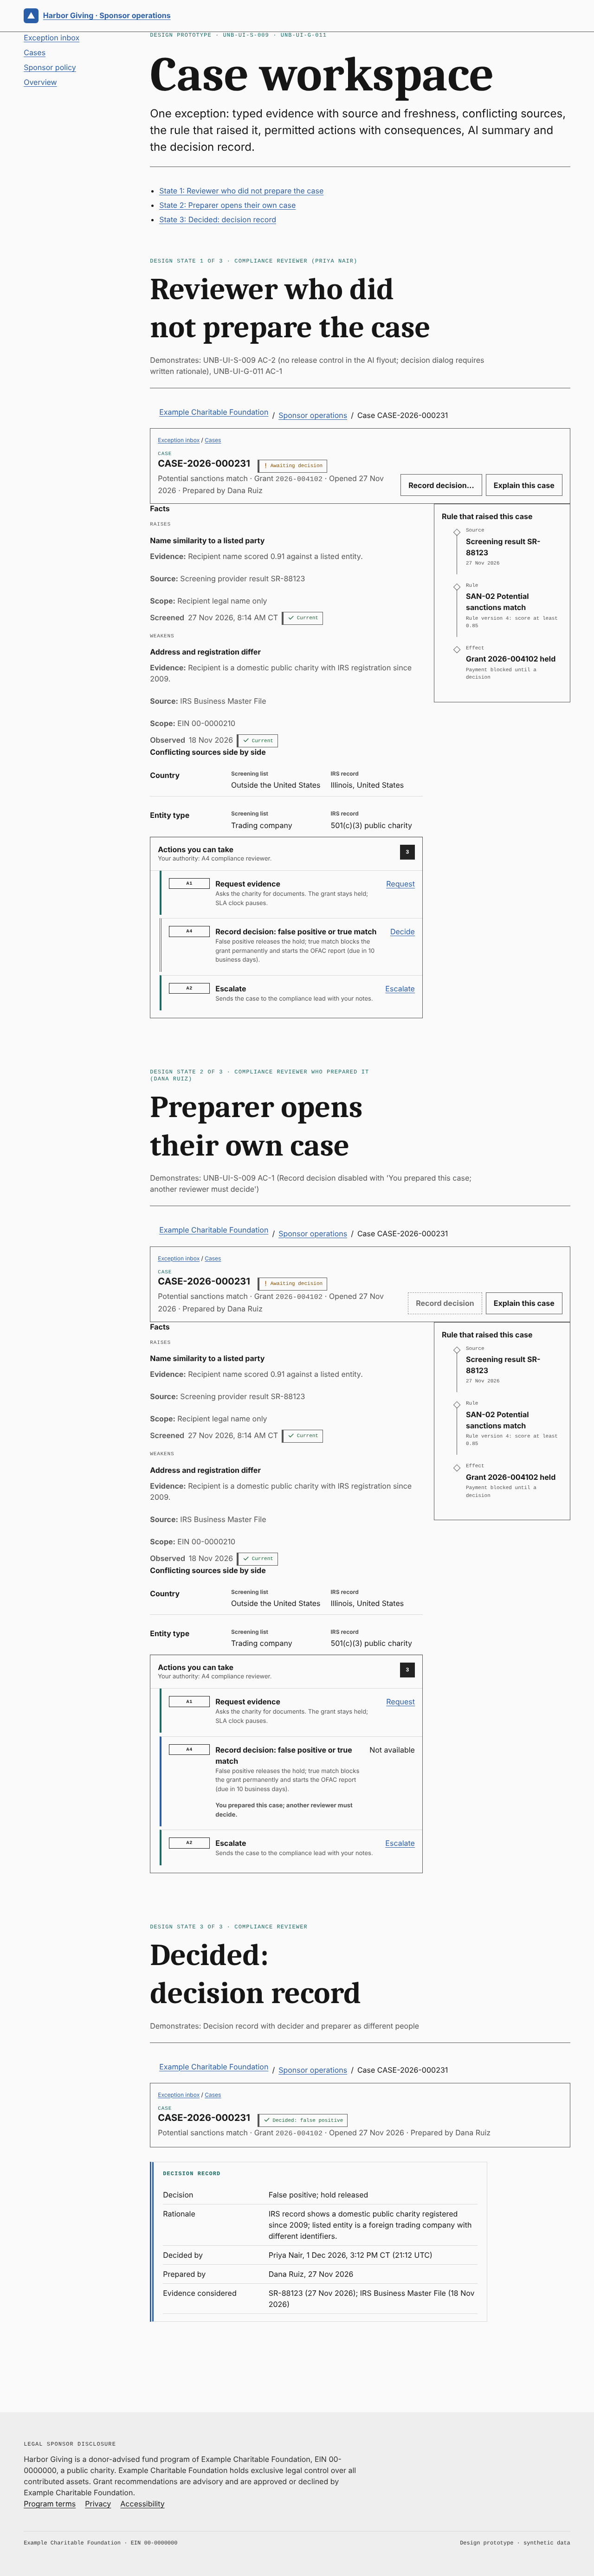 Harbor Giving · Sponsor operations
Exception inbox
Cases
Sponsor policy
Overview
DESIGN PROTOTYPE · UNB-UI-S-009 · UNB-UI-G-011
Case workspace
One exception: typed evidence with source and freshness, conflicting sources,
the rule that raised it, permitted actions with consequences, AI summary and
the decision record.
State 1: Reviewer who did not prepare the case
State 2: Preparer opens their own case
State 3: Decided: decision record
DESIGN STATE 1 OF 3 · COMPLIANCE REVIEWER (PRIYA NAIR)
Reviewer who did
not prepare the case
Demonstrates: UNB-UI-S-009 AC-2 (no release control in the AI flyout; decision dialog requires
written rationale), UNB-UI-G-011 AC-1
Example Charitable Foundation / Sponsor operations / Case CASE-2026-000231
Exception inbox / Cases
CASE
CASE-2026-000231 ! Awaiting decision
Potential sanctions match · Grant 2026-004102 · Opened 27 Nov
2026 · Prepared by Dana Ruiz
Record decision... Explain this case
Facts
RAISES
Name similarity to a listed party
Evidence: Recipient name scored 0.91 against a listed entity.
Source: Screening provider result SR-88123
Scope: Recipient legal name only
Screened 27 Nov 2026, 8:14 AM CT Current
WEAKENS
Address and registration differ
Evidence: Recipient is a domestic public charity with IRS registration since
2009.
Source: IRS Business Master File
Scope: EIN 00-0000210
Observed 18 Nov 2026 Current
Conflicting sources side by side
Country
Screening list
Outside the United States
IRS record
Illinois, United States
Entity type
Screening list
Trading company
IRS record
501(c)(3) public charity
Actions you can take
Your authority: A4 compliance reviewer.
3
A1
Request evidence
Asks the charity for documents. The grant stays held;
SLA clock pauses.
Request
A4
Record decision: false positive or true match
False positive releases the hold; true match blocks the
grant permanently and starts the OFAC report (due in 10
business days).
Decide
A2
Escalate
Sends the case to the compliance lead with your notes.
Escalate
Rule that raised this case
Source
Screening result SR-
88123
27 Nov 2026
Rule
SAN-02 Potential
sanctions match
Rule version 4: score at least
0.85
Effect
Grant 2026-004102 held
Payment blocked until a
decision
DESIGN STATE 2 OF 3 · COMPLIANCE REVIEWER WHO PREPARED IT
(DANA RUIZ)
Preparer opens
their own case
Demonstrates: UNB-UI-S-009 AC-1 (Record decision disabled with 'You prepared this case;
another reviewer must decide')
Example Charitable Foundation / Sponsor operations / Case CASE-2026-000231
Exception inbox / Cases
CASE
CASE-2026-000231 ! Awaiting decision
Potential sanctions match · Grant 2026-004102 · Opened 27 Nov
2026 · Prepared by Dana Ruiz
Record decision Explain this case
Facts
RAISES
Name similarity to a listed party
Evidence: Recipient name scored 0.91 against a listed entity.
Source: Screening provider result SR-88123
Scope: Recipient legal name only
Screened 27 Nov 2026, 8:14 AM CT Current
WEAKENS
Address and registration differ
Evidence: Recipient is a domestic public charity with IRS registration since
2009.
Source: IRS Business Master File
Scope: EIN 00-0000210
Observed 18 Nov 2026 Current
Conflicting sources side by side
Country
Screening list
Outside the United States
IRS record
Illinois, United States
Entity type
Screening list
Trading company
IRS record
501(c)(3) public charity
Actions you can take
Your authority: A4 compliance reviewer.
3
A1
Request evidence
Asks the charity for documents. The grant stays held;
SLA clock pauses.
Request
A4
Record decision: false positive or true
match
False positive releases the hold; true match blocks
the grant permanently and starts the OFAC report
(due in 10 business days).
You prepared this case; another reviewer must
decide.
Not available
A2
Escalate
Sends the case to the compliance lead with your notes.
Escalate
Rule that raised this case
Source
Screening result SR-
88123
27 Nov 2026
Rule
SAN-02 Potential
sanctions match
Rule version 4: score at least
0.85
Effect
Grant 2026-004102 held
Payment blocked until a
decision
DESIGN STATE 3 OF 3 · COMPLIANCE REVIEWER
Decided:
decision record
Demonstrates: Decision record with decider and preparer as different people
Example Charitable Foundation / Sponsor operations / Case CASE-2026-000231
Exception inbox / Cases
CASE
CASE-2026-000231 Decided: false positive
Potential sanctions match · Grant 2026-004102 · Opened 27 Nov 2026 · Prepared by Dana Ruiz
DECISION RECORD
Decision False positive; hold released
Rationale IRS record shows a domestic public charity registered
since 2009; listed entity is a foreign trading company with
different identifiers.
Decided by Priya Nair, 1 Dec 2026, 3:12 PM CT (21:12 UTC)
Prepared by Dana Ruiz, 27 Nov 2026
Evidence considered SR-88123 (27 Nov 2026); IRS Business Master File (18 Nov
2026)
LEGAL SPONSOR DISCLOSURE
Harbor Giving is a donor-advised fund program of Example Charitable Foundation, EIN 00-
0000000, a public charity. Example Charitable Foundation holds exclusive legal control over all
contributed assets. Grant recommendations are advisory and are approved or declined by
Example Charitable Foundation.
Program terms Privacy Accessibility
Example Charitable Foundation · EIN 00-0000000
Design prototype · synthetic data